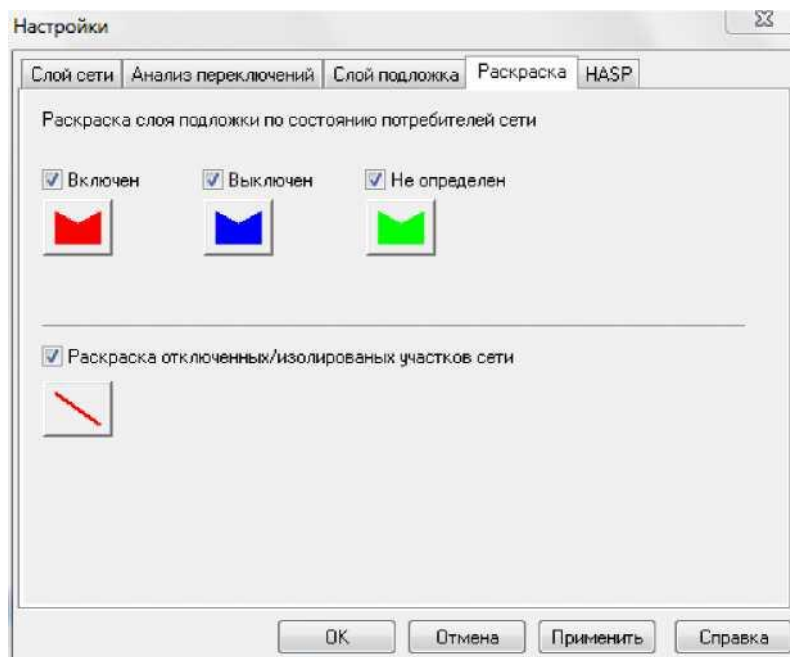 Настройки
Слой сети Анализ переключений Слой подложка Раскраска HASP
Раскраска слоя подложки по состоянию потребителей сети
Включен Выключен Не определен
Раскраска отключенных/изолированых участков сети
OK Отмена Применить Справка